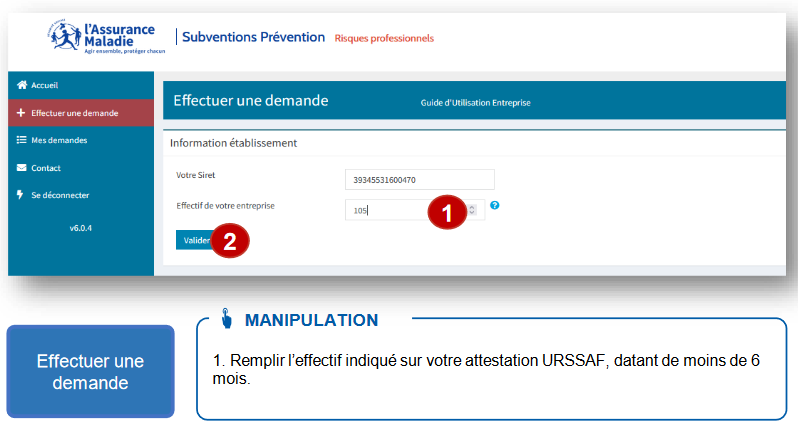 l'Assurance
Maladie
Agir ensemble, protéger chacun
Subventions Prévention Risques professionnels
Accueil
Effectuer une demande
Mes demandes
Contact
Se déconnecter
v6.0.4
Effectuer une demande Guide d'Utilisation Entreprise
Information établissement
Votre Siret 39345531600470
Effectif de votre entreprise 105 1
Valider 2
MANIPULATION
Effectuer une
demande
1. Remplir l'effectif indiqué sur votre attestation URSSAF, datant de moins de 6
mois.